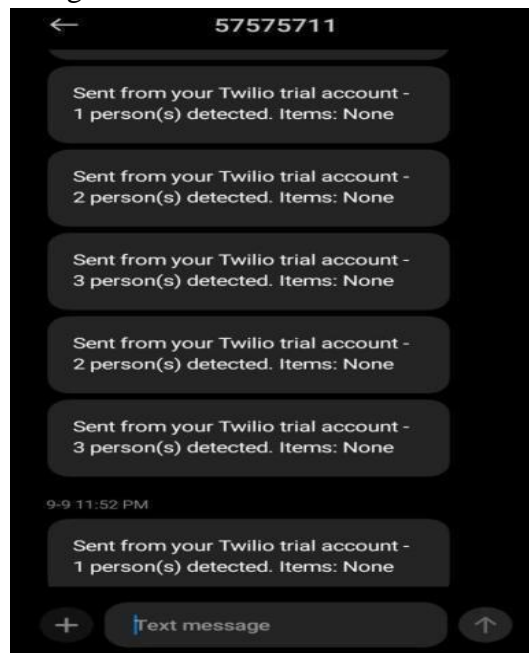 57575711
Sent from your Twilio trial account -
1 person(s) detected. Items: None
Sent from your Twilio trial account -
2 person(s) detected. Items: None
Sent from your Twilio trial account -
3 person(s) detected. Items: None
Sent from your Twilio trial account -
2 person(s) detected. Items: None
Sent from your Twilio trial account -
3 person(s) detected. Items: None
9-9 11:52 PM
Sent from your Twilio trial account -
1 person(s) detected. Items: None
Text message